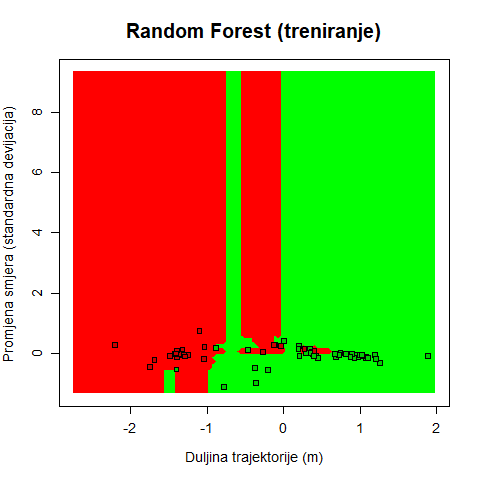 Random Forest (treniranje)
Promjena smjera (standardna devijacija)
8
6
4
2
0
-2 -1 0 1 2
Duljina trajektorije (m)